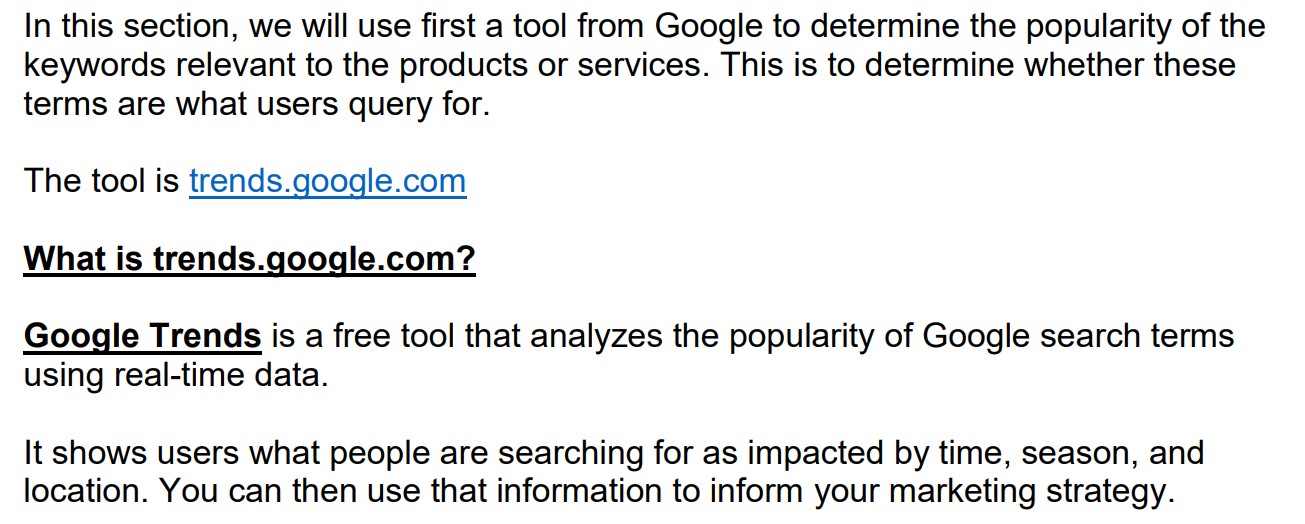 In this section, we will use first a tool from Google to determine the popularity of the
keywords relevant to the products or services. This is to determine whether these
terms are what users query for.
The tool is trends.google.com
What is trends.google.com?
Google Trends is a free tool that analyzes the popularity of Google search terms
using real-time data.
It shows users what people are searching for as impacted by time, season, and
location. You can then use that information to inform your marketing strategy.